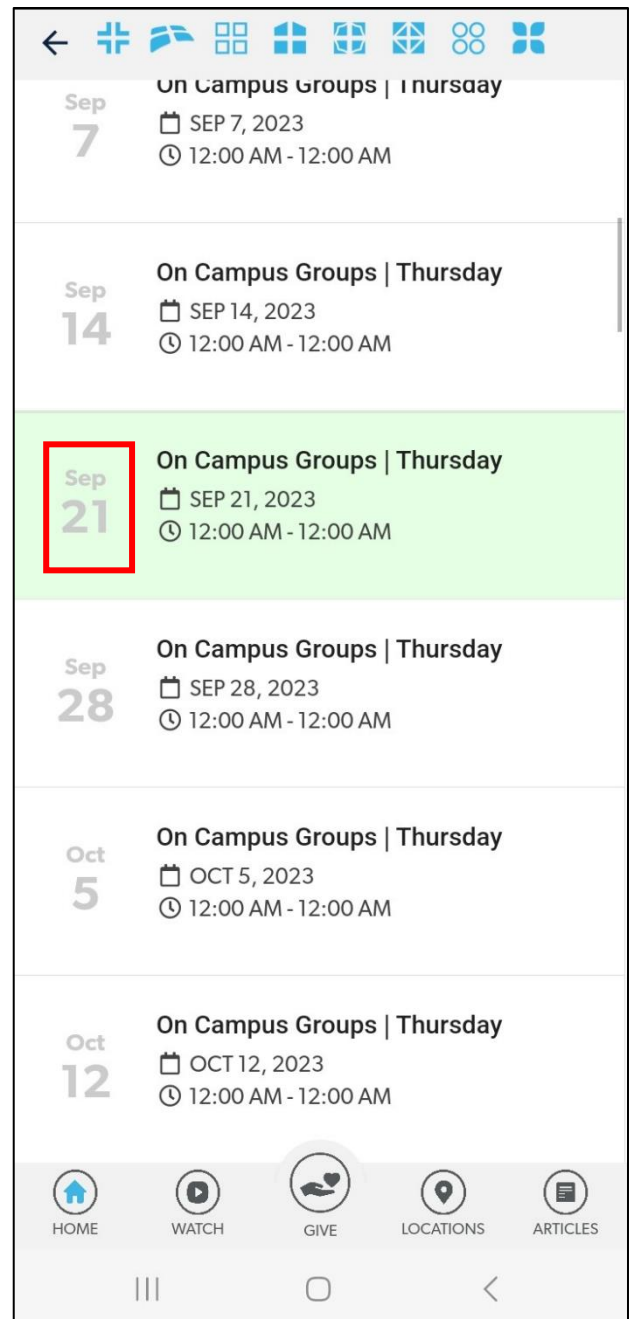 On Campus Groups | Thursday
Sep
7
SEP 7, 2023
12:00 AM - 12:00 AM
On Campus Groups | Thursday
Sep
14
SEP 14, 2023
12:00 AM - 12:00 AM
On Campus Groups | Thursday
Sep
21
SEP 21, 2023
12:00 AM - 12:00 AM
On Campus Groups | Thursday
Sep
28
SEP 28, 2023
12:00 AM - 12:00 AM
On Campus Groups | Thursday
Oct
5
OCT 5, 2023
12:00 AM - 12:00 AM
On Campus Groups | Thursday
Oct
12
OCT 12, 2023
12:00 AM - 12:00 AM
HOME WATCH GIVE LOCATIONS ARTICLES